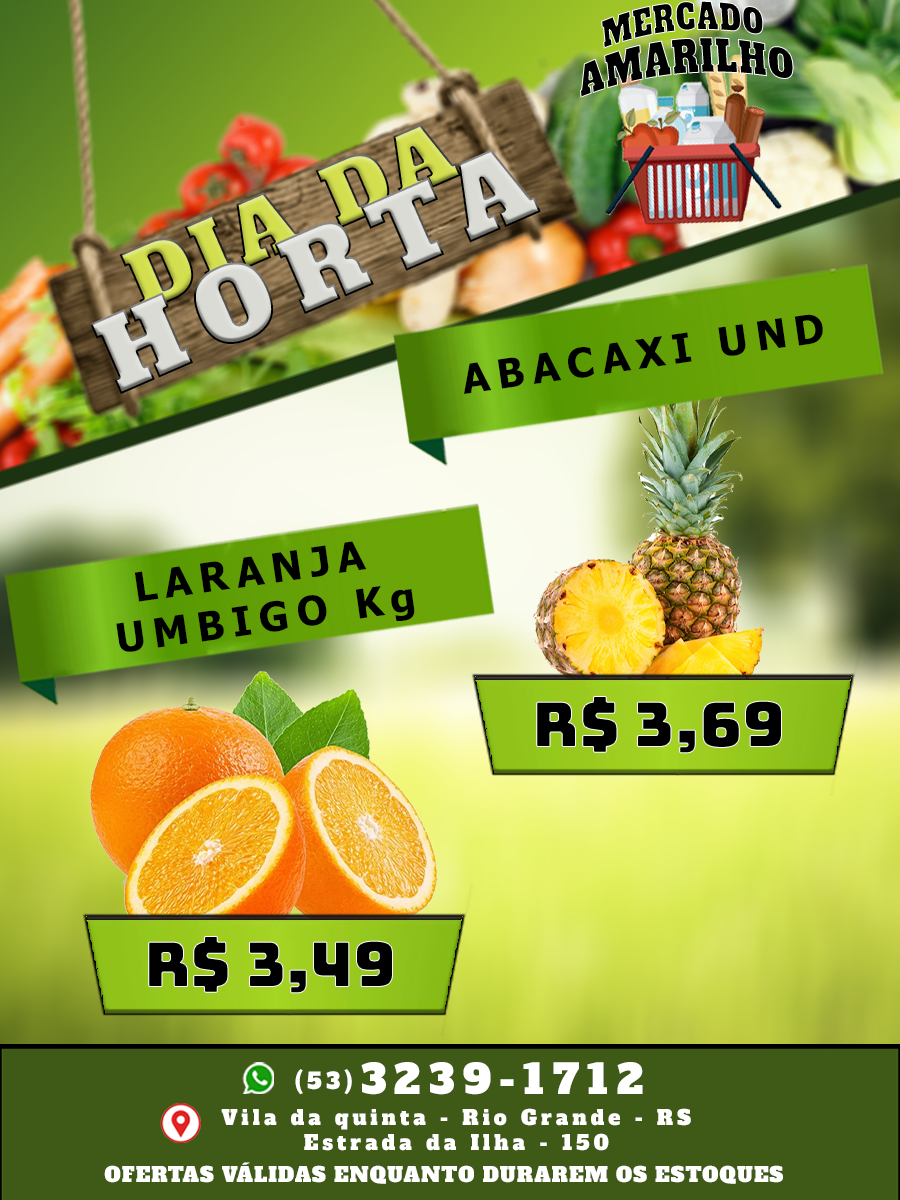 MERCADO
AMARILHO
DIA DA
HORTA
ABACAXI UND
R$ 3,69
LARANJA
UMBIGO Kg
R$ 3,49
(53) 3239-1712
Vila da quinta - Rio Grande - RS
Estrada da Ilha - 150
OFERTAS VÁLIDAS ENQUANTO DURAREM OS ESTOQUES